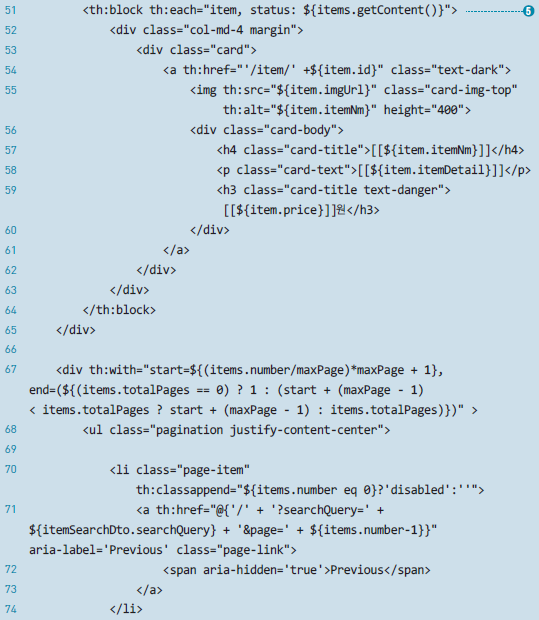 51 <th:block th:each="item, status: ${items.getContent()}"> 5
52 <div class="col-md-4 margin">
53 <div class="card">
54 <a th:href="'/item/' +${item.id}" class="text-dark">
55 <img th:src="${item.imgUrl}" class="card-img-top"
th:alt="${item.itemNm}" height="400">
56 <div class="card-body">
57 <h4 class="card-title">[[${item.itemNm}]]</h4>
58 <p class="card-text">[[${item.itemDetail}]]</p>
59 <h3 class="card-title text-danger">
[[${item.price}]]원</h3>
60 </div>
61 </a>
62 </div>
63 </div>
64 </th:block>
65 </div>
66
67 <div th:with="start=${(items.number/maxPage)*maxPage + 1},
end=(${(items.totalPages == 0) ? 1 : (start + (maxPage - 1)
< items.totalPages ? start + (maxPage - 1) : items.totalPages)})" >
68 <ul class="pagination justify-content-center">
69
70 <li class="page-item"
th:classappend="${items.number eq 0}?'disabled':''">
71 <a th:href="@{'/' + '?searchQuery=' +
${itemSearchDto.searchQuery} + '&page=' + ${items.number-1}}"
aria-label='Previous' class="page-link">
72 <span aria-hidden='true'>Previous</span>
73 </a>
74 </li>